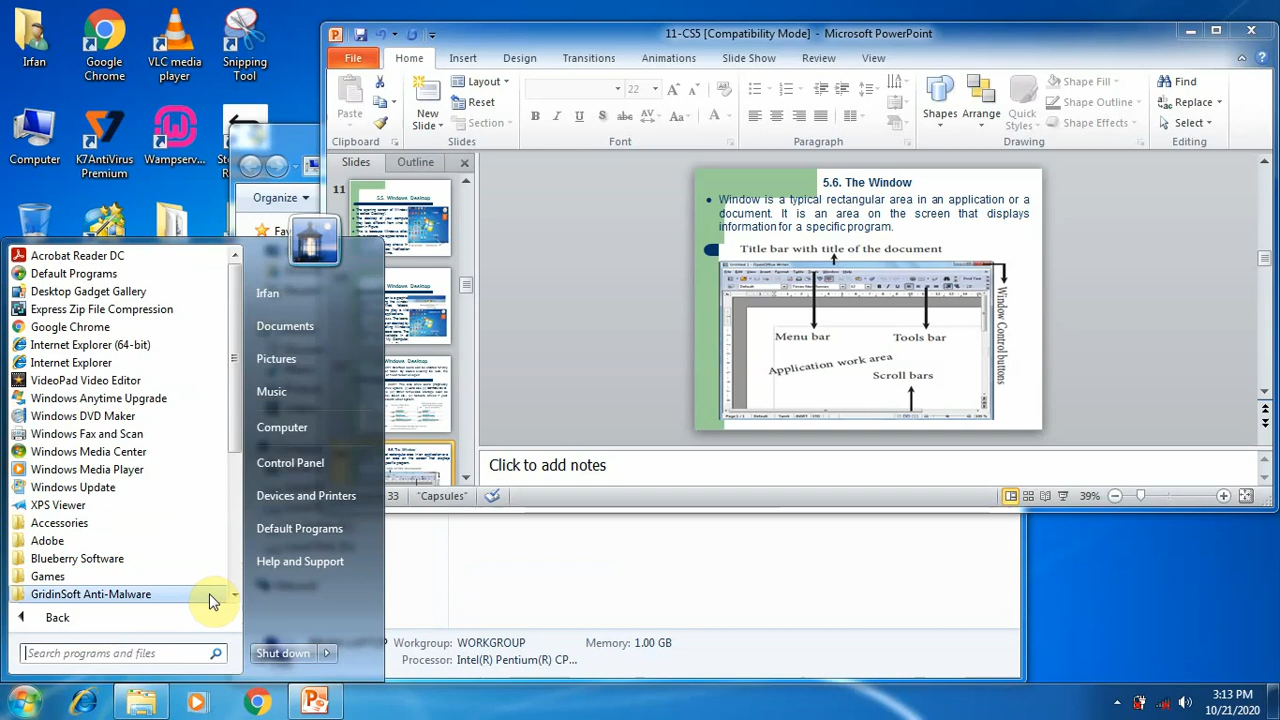 Irfan
Google Chrome
VLC media player
Snipping Tool
Computer
K7AntiVirus Premium
Wampserv...
Organize
11-CS5 [Compatibility Mode] - Microsoft PowerPoint
File Home Insert Design Transitions Animations Slide Show Review View
Paste
Clipboard
New Slide
Layout
Reset
Section
Slides
22
B I U S abc AV Aa A A
Font
Paragraph
Shapes
Arrange
Quick Styles
Shape Fill
Shape Outline
Shape Effects
Drawing
Find
Replace
Select
Editing
Slides Outline
11
5.5. Windows Desktop
5.6. The Window
Window is a typical rectangular area in an application or a
document. It is an area on the screen that displays
information for a specific program.
Title bar with title of the document
Menu bar
Tools bar
Application work area
Scroll bars
Window Control buttons
Click to add notes
33 "Capsules"
39%
Acrobat Reader DC
Default Programs
Desktop Gadget Gallery
Express Zip File Compression
Google Chrome
Internet Explorer (64-bit)
Internet Explorer
VideoPad Video Editor
Windows Anytime Upgrade
Windows DVD Maker
Windows Fax and Scan
Windows Media Center
Windows Media Player
Windows Update
XPS Viewer
Accessories
Adobe
Blueberry Software
Games
GridinSoft Anti-Malware
Back
Search programs and files
Irfan
Documents
Pictures
Music
Computer
Control Panel
Devices and Printers
Default Programs
Help and Support
Shut down
Workgroup: WORKGROUP
Memory: 1.00 GB
Processor: Intel(R) Pentium(R) CP...
3:13 PM
10/21/2020